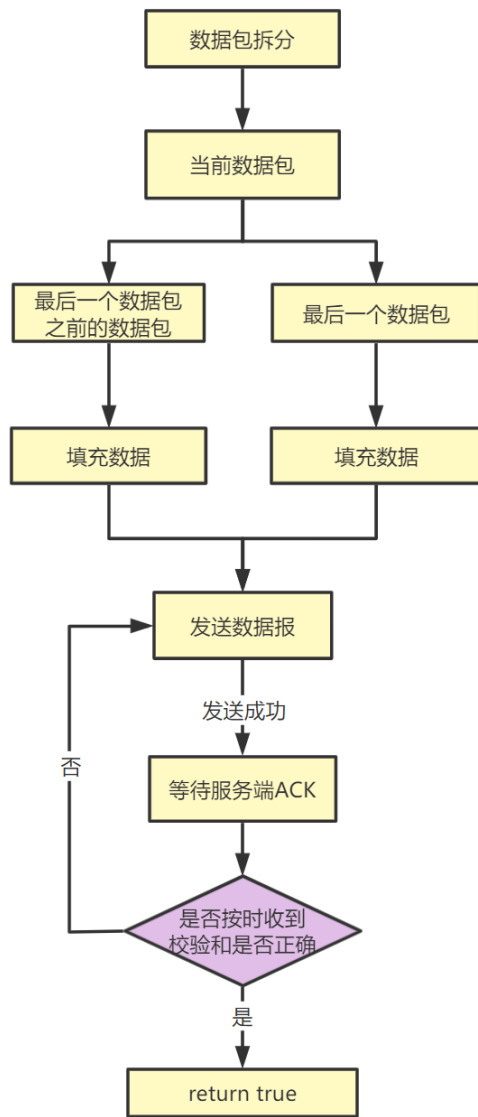 数据包拆分
当前数据包
最后一个数据包
之前的数据包
最后一个数据包
填充数据
填充数据
发送数据报
发送成功
否
等待服务端ACK
是否按时收到
校验和是否正确
是
return true